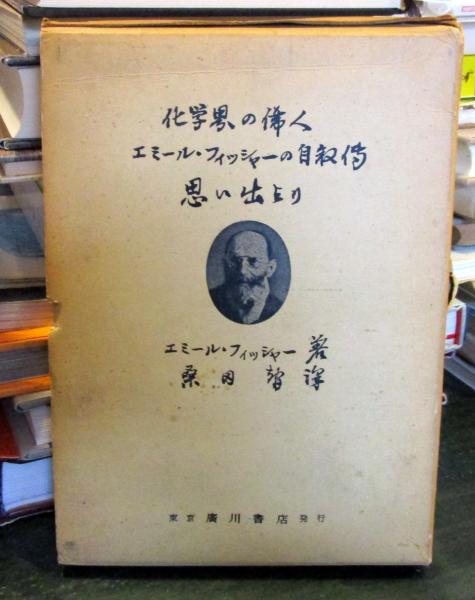 化学界の偉人
エミール・フィッシャーの自叙傳
思い出より
エミール・フィッシャー 著
桑田智譯
東京 廣川書店 発行